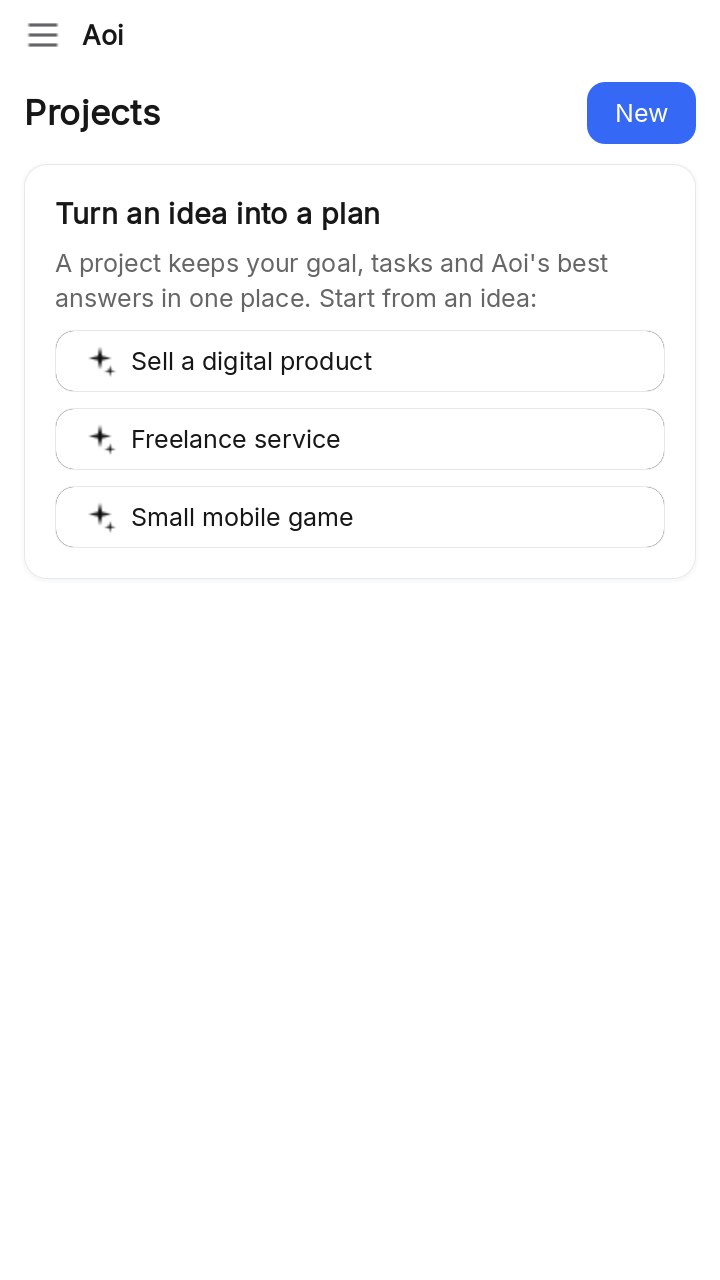 Aoi
Projects
New
Turn an idea into a plan
A project keeps your goal, tasks and Aoi's best
answers in one place. Start from an idea:
Sell a digital product
Freelance service
Small mobile game